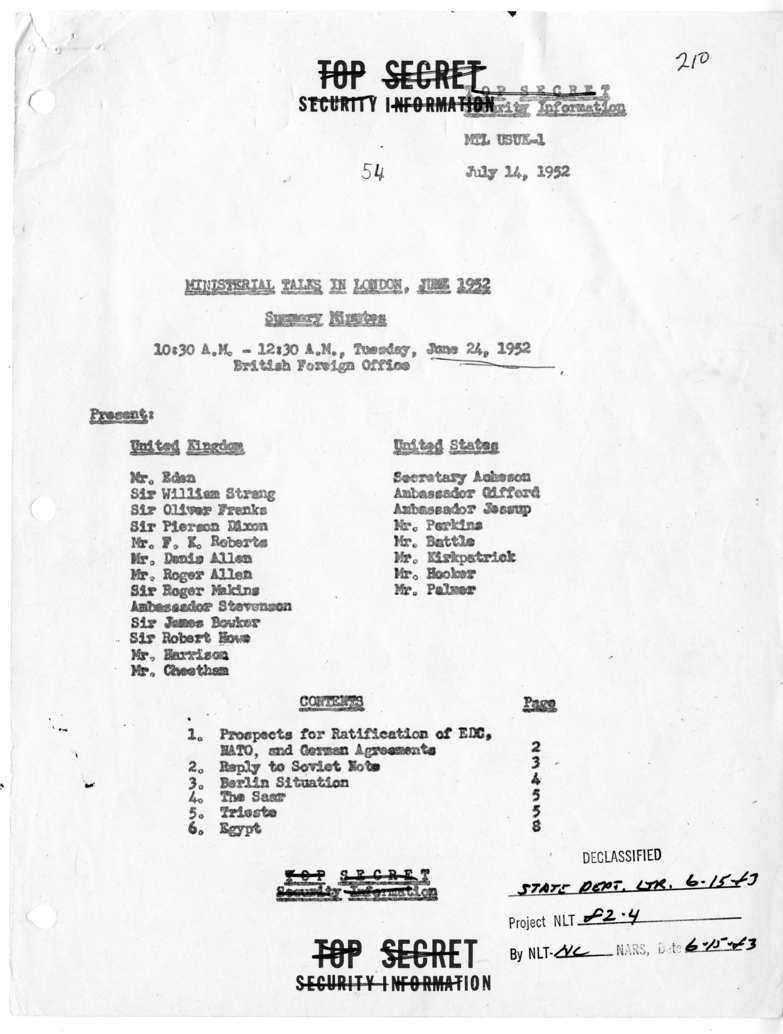 210
TOP SECRET
SECURITY INFORMATION
TOP SECRET
Security Information
MTL USUK-1
54
July 14, 1952
MINISTERIAL TALKS IN LONDON, JUNE 1952
Summary Minutes
10:30 A.M. - 12:30 A.M., Tuesday, June 24, 1952
British Foreign Office
Present:
United Kingdom
Mr. Eden
Sir William Strang
Sir Oliver Franks
Sir Pierson Dixon
Mr. F. K. Roberts
Mr. Denis Allen
Mr. Roger Allen
Sir Roger Makins
Ambassador Stevenson
Sir James Bowker
Sir Robert Howe
Mr. Harrison
Mr. Cheetham
United States
Secretary Acheson
Ambassador Gifford
Ambassador Jessup
Mr. Perkins
Mr. Battle
Mr. Kirkpatrick
Mr. Hooker
Mr. Palmer
CONTENTS Page
1. Prospects for Ratification of EDC,
NATO, and German Agreements 2
2. Reply to Soviet Note 3
3. Berlin Situation 4
4. The Saar 5
5. Trieste 5
6. Egypt 8
TOP SECRET
Security Information
DECLASSIFIED
STATE DEPT. LTR. 6-15-83
Project NLT 82-4
By NLT-NC NARS, Date 6-15-83
TOP SECRET
SECURITY INFORMATION